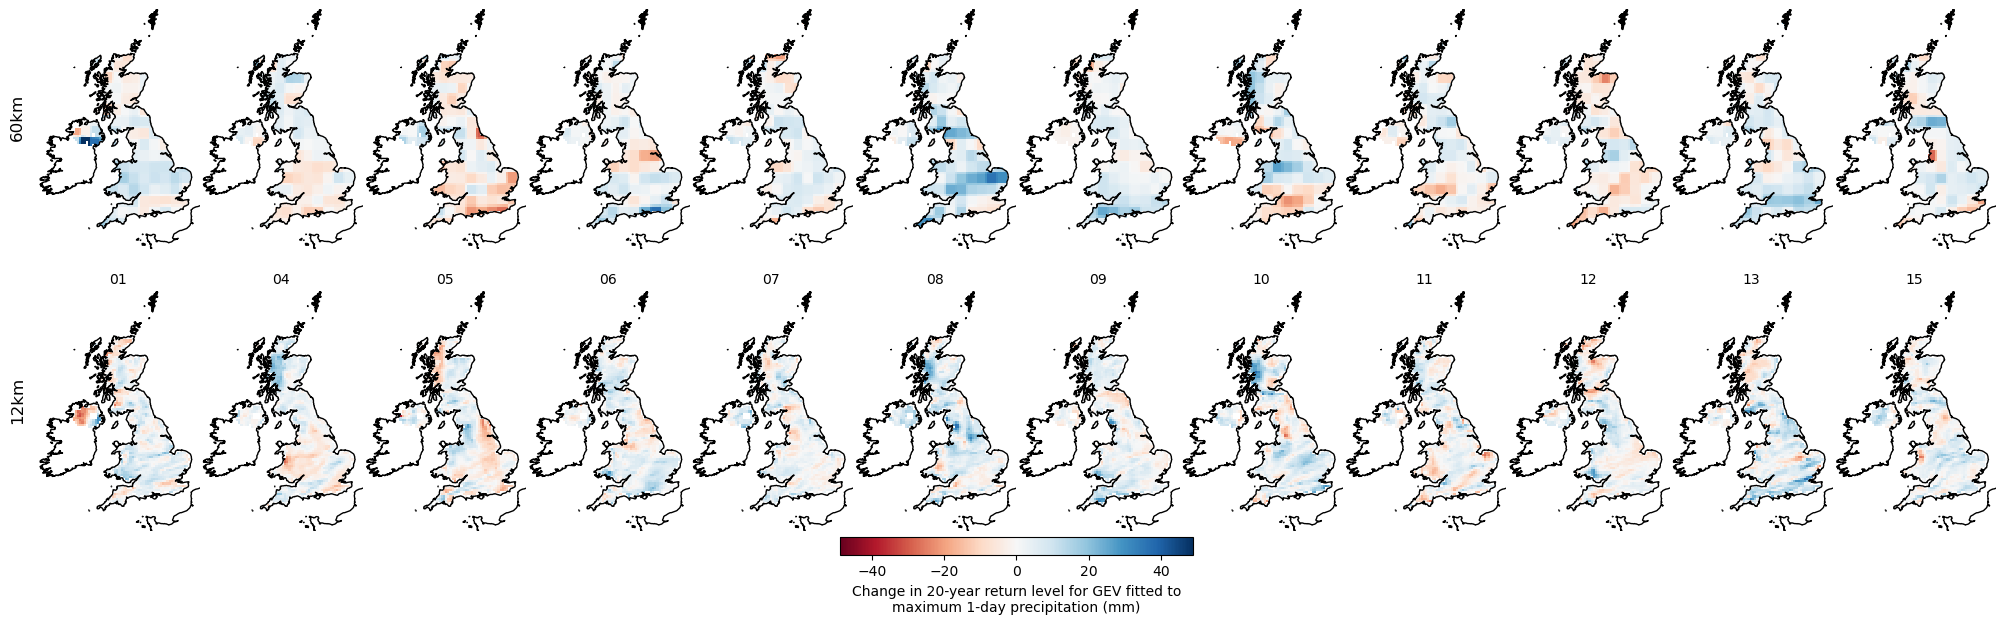 60km
01 04 05 06 07 08 09 10 11 12 13 15
12km
−40 −20 0 20 40
Change in 20-year return level for GEV fitted to
maximum 1-day precipitation (mm)